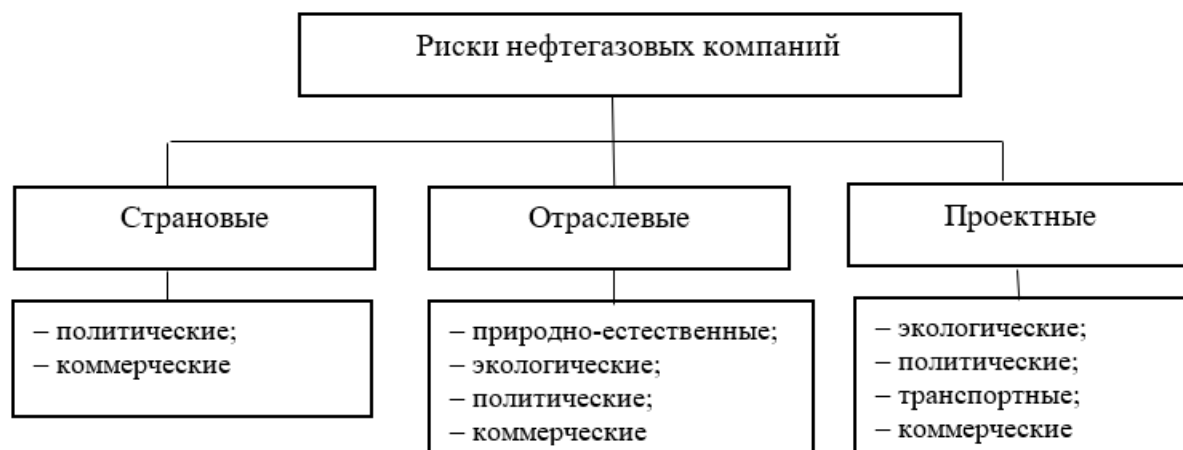 Риски нефтегазовых компаний
Страновые
Отраслевые
Проектные
– политические;
– коммерческие
– природно-естественные;
– экологические;
– политические;
– коммерческие
– экологические;
– политические;
– транспортные;
– коммерческие